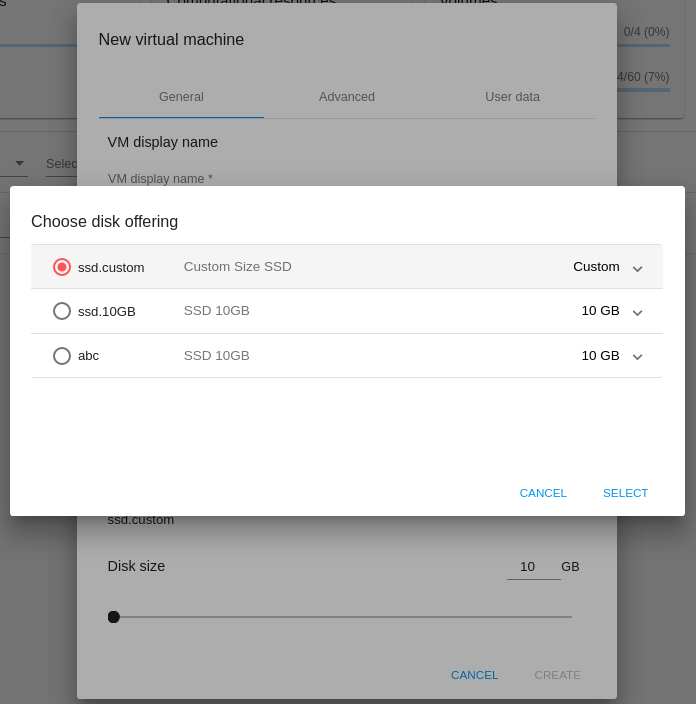 0/4 (0%)
4/60 (7%)
New virtual machine
General Advanced User data
VM display name
Selec
VM display name *
Choose disk offering
ssd.custom Custom Size SSD Custom
ssd.10GB SSD 10GB 10 GB
abc SSD 10GB 10 GB
CANCEL SELECT
ssd.custom
Disk size 10 GB
CANCEL CREATE